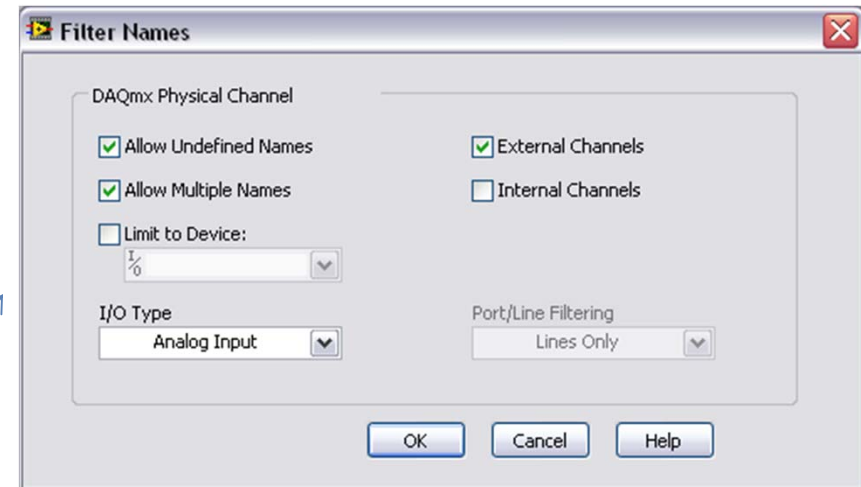 Filter Names
DAQmx Physical Channel
Allow Undefined Names
External Channels
Allow Multiple Names
Internal Channels
Limit to Device:
I/O
I/O Type
Port/Line Filtering
Analog Input
Lines Only
OK
Cancel
Help